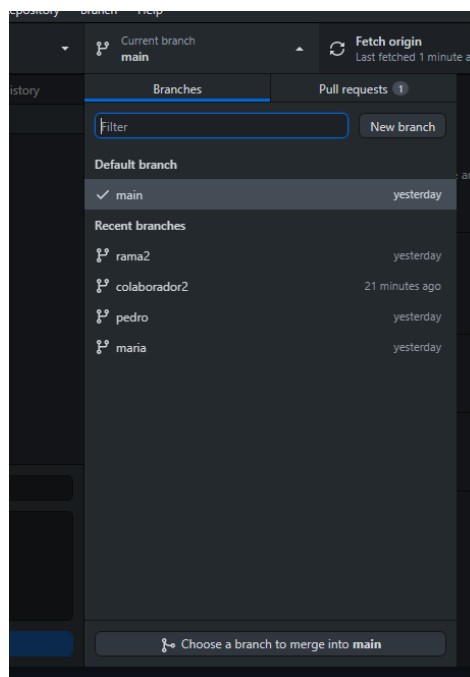 Help
Current branch
main
Fetch origin
Last fetched 1 minute
Branches
Pull requests 1
Filter
New branch
Default branch
main yesterday
Recent branches
rama2 yesterday
colaborador2 21 minutes ago
pedro yesterday
maria yesterday
Choose a branch to merge into main